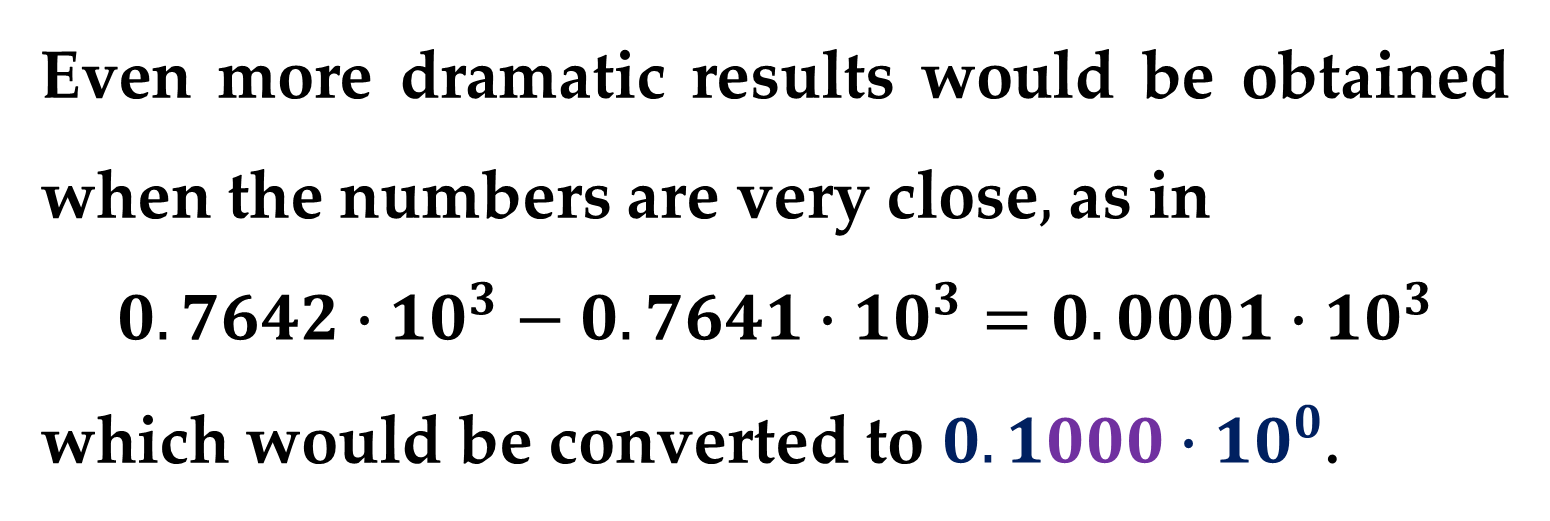 Even more dramatic results would be obtained
when the numbers are very close, as in
0.7642 · 10³ − 0.7641 · 10³ = 0.0001 · 10³
which would be converted to 0.1000 · 10⁰.